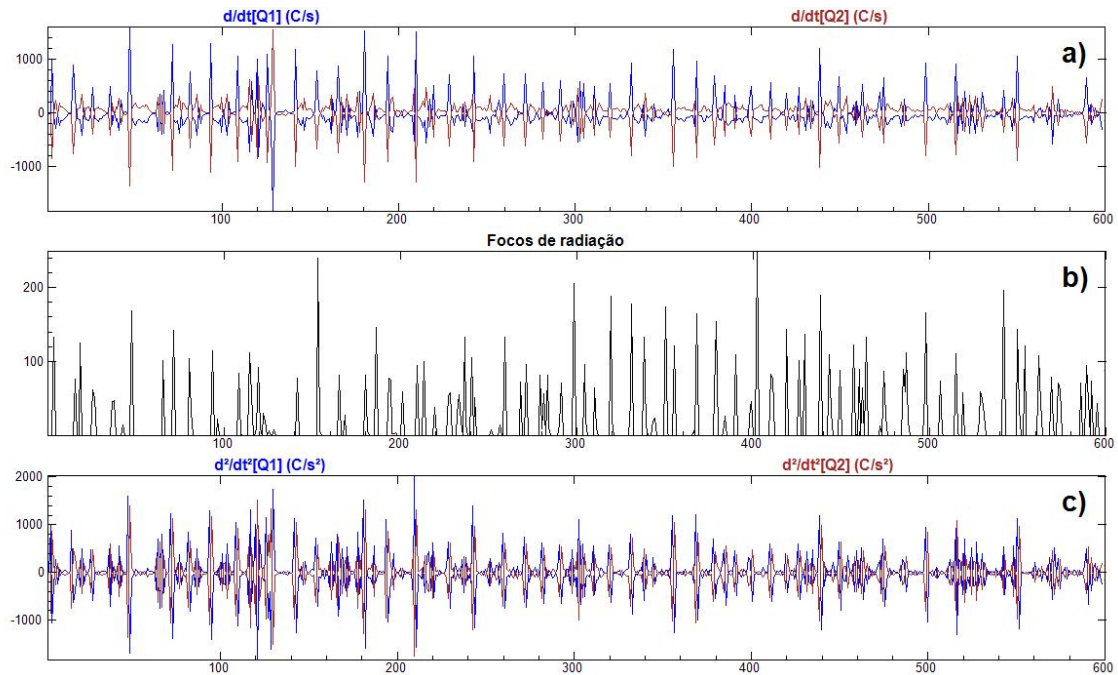 d/dt[Q1] (C/s) d/dt[Q2] (C/s)
a)
1000
0
-1000
100 200 300 400 500 600
Focos de radiação
b)
200
100
100 200 300 400 500 600
d²/dt²[Q1] (C/s²) d²/dt²[Q2] (C/s²)
c)
2000
1000
0
-1000
100 200 300 400 500 600